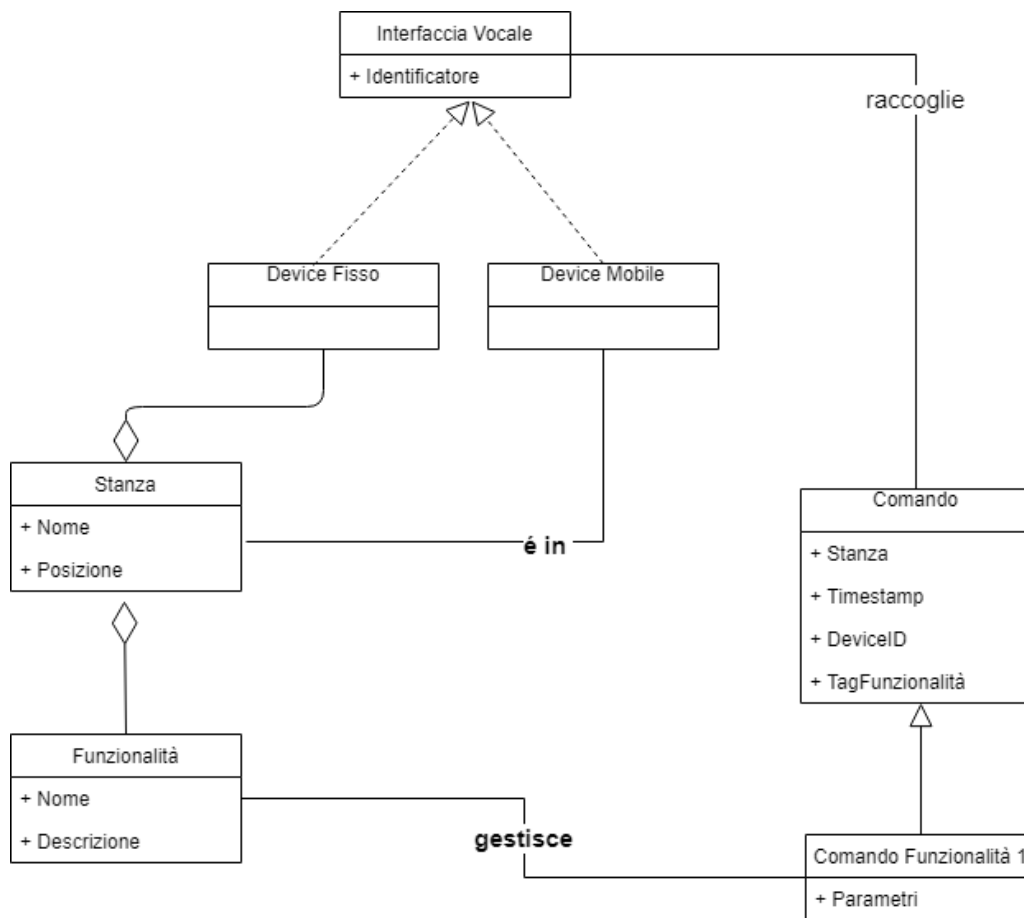 Interfaccia Vocale
+ Identificatore
raccoglie
Device Fisso
Device Mobile
Stanza
+ Nome
+ Posizione
é in
Comando
+ Stanza
+ Timestamp
+ DeviceID
+ TagFunzionalità
Funzionalità
+ Nome
+ Descrizione
gestisce
Comando Funzionalità 1
+ Parametri